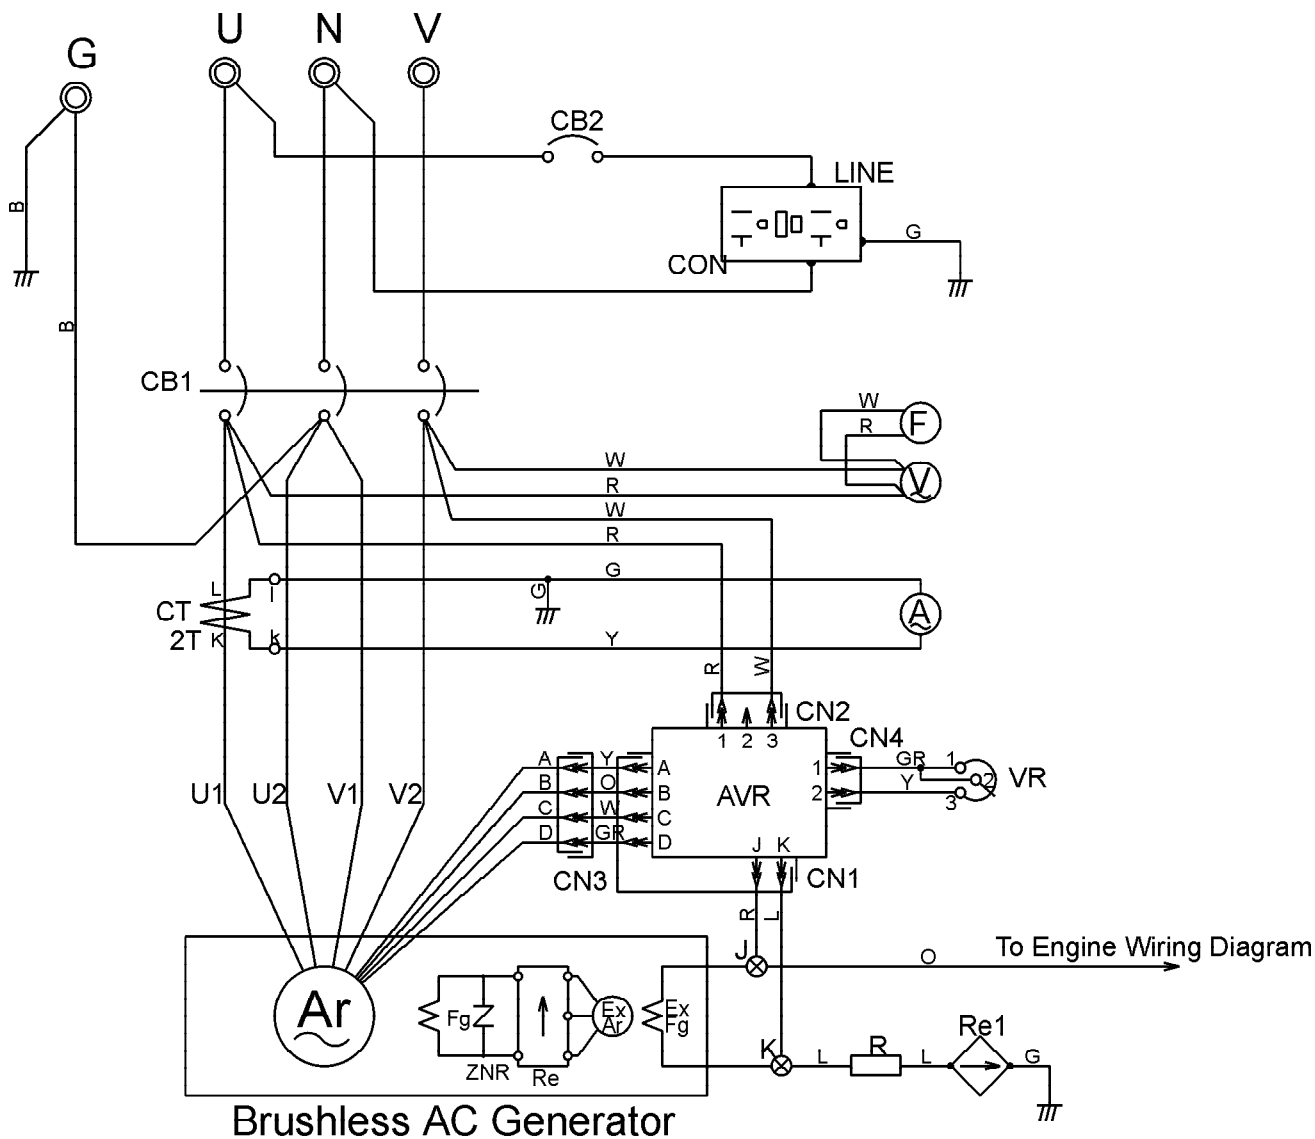 G
U N V
CB2
LINE
B
G
CON
B
CB1
W
F
R
W
V
R
W
R
G
L
l
G
CT
A
2T K
k
Y
R W
CN2
1 2 3
CN4
A Y A
1 GR 1
B O B
AVR
2 Y
2
VR
3
C W C
D GR D
U1 U2 V1 V2
J K
CN3
CN1
R L
To Engine Wiring Diagram
J
O
Ar
Fg
Ex
Ar
Ex
Fg
Re1
K
L R L
G
ZNR
Re
Brushless AC Generator